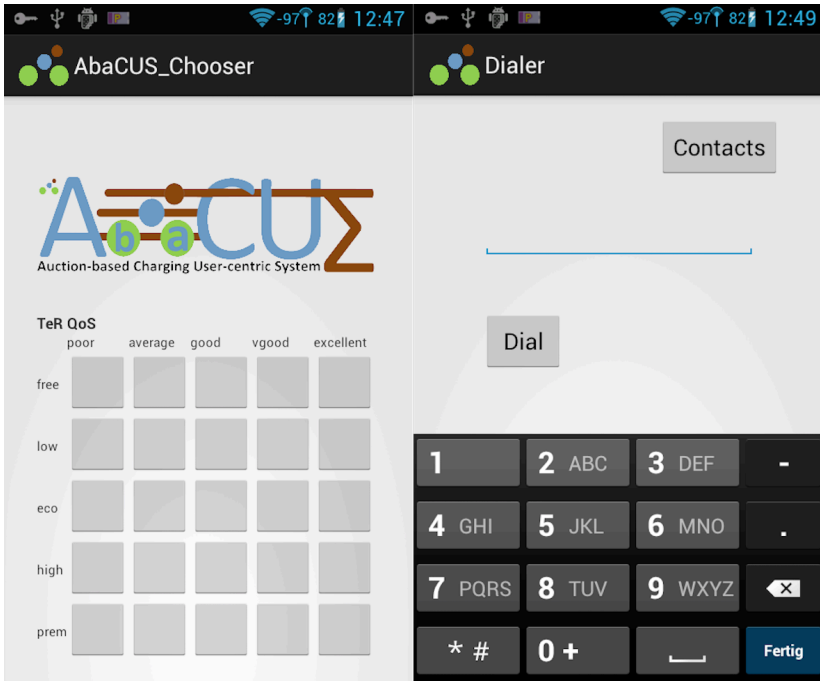 -97 82 12:47
AbaCUS_Chooser
AbaCUΣ
Auction-based Charging User-centric System
TeR QoS
poor average good vgood excellent
free
low
eco
high
prem
-97 82 12:49
Dialer
Contacts
Dial
1 2 ABC 3 DEF -
4 GHI 5 JKL 6 MNO .
7 PQRS 8 TUV 9 WXYZ
* # 0 + Fertig